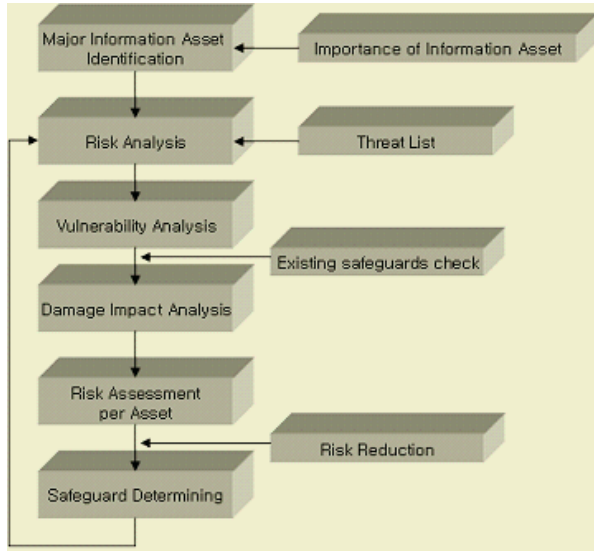 Major Information Asset
Identification
Importance of Information Asset
Risk Analysis
Threat List
Vulnerability Analysis
Existing safeguards check
Damage Impact Analysis
Risk Assessment
per Asset
Risk Reduction
Safeguard Determining